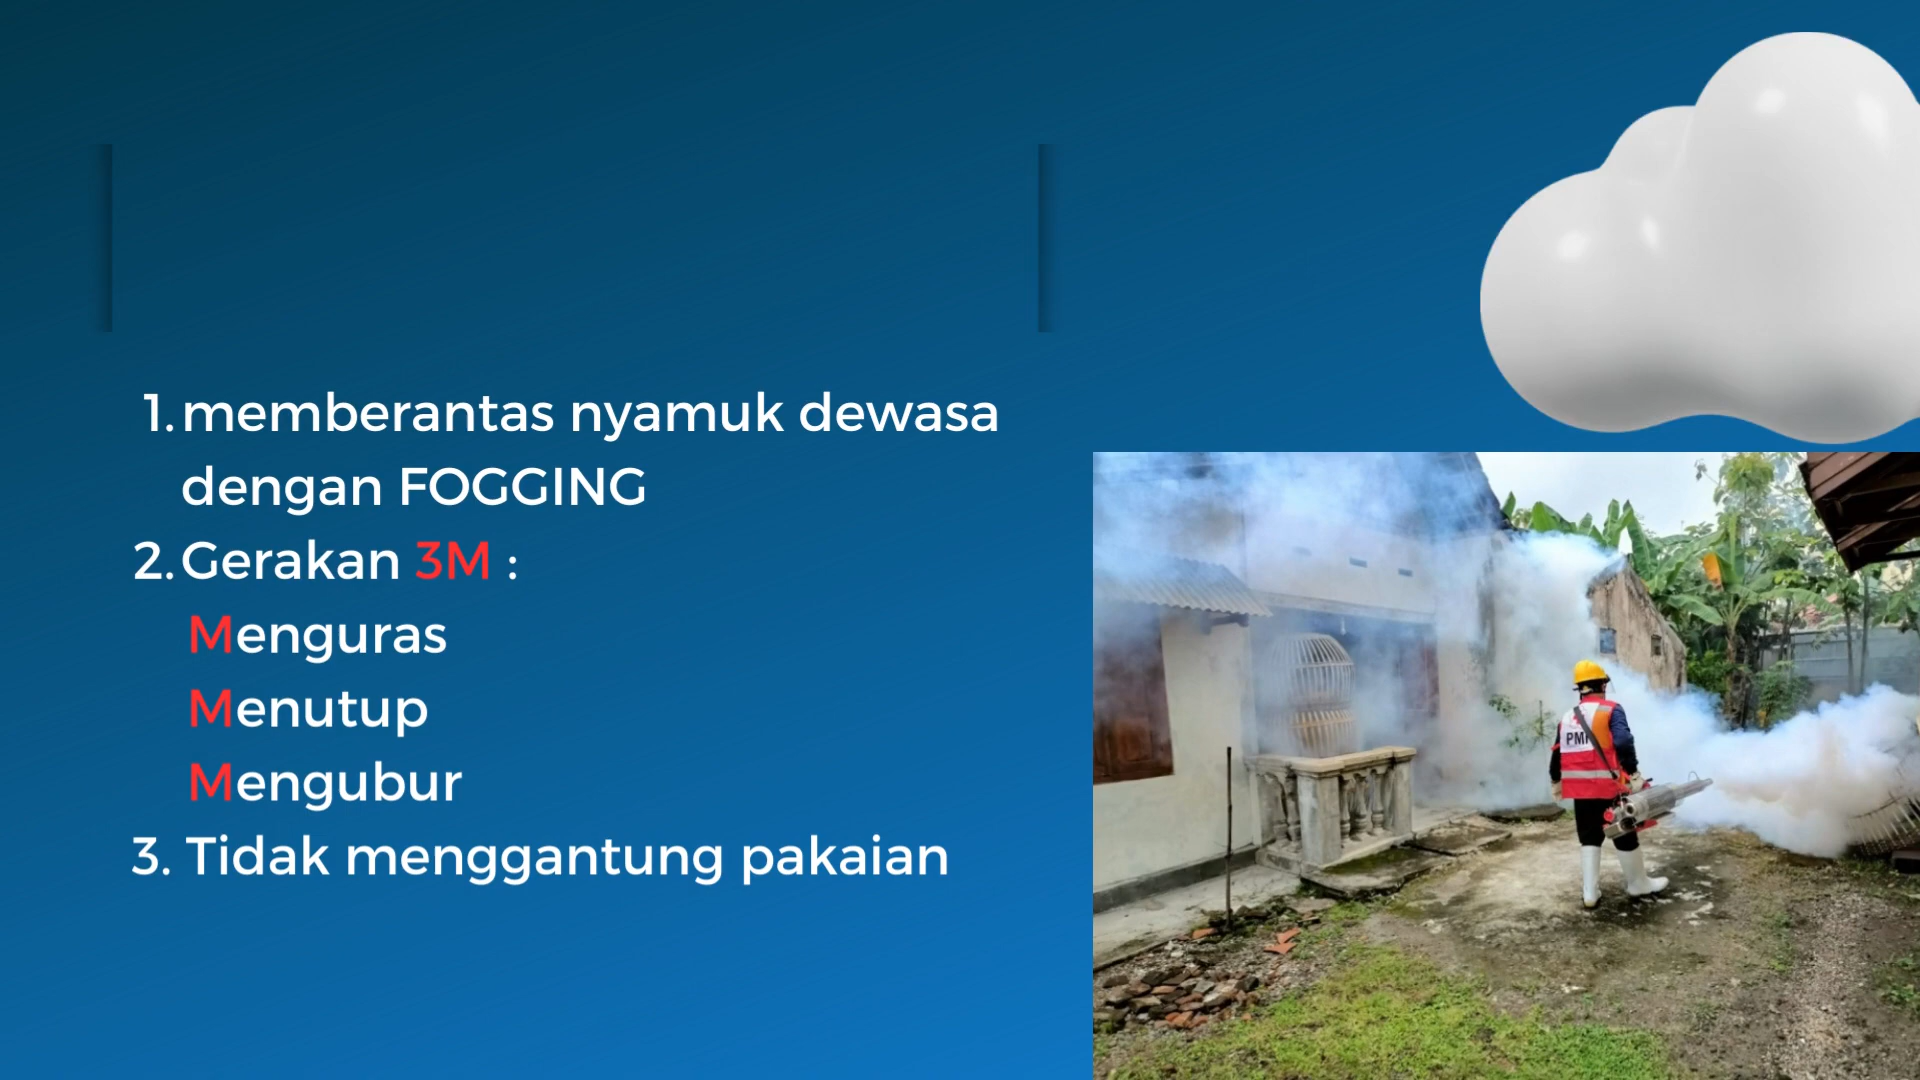 1. memberantas nyamuk dewasa
dengan FOGGING
2. Gerakan 3M :
Menguras
Menutup
Mengubur
3. Tidak menggantung pakaian
PMI